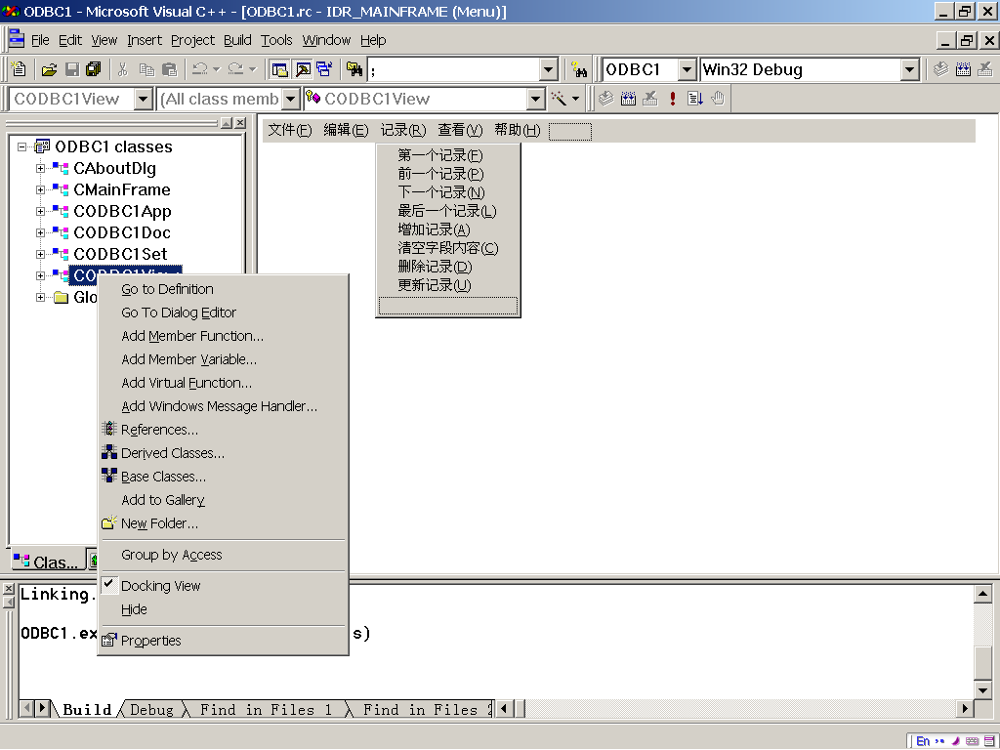 ODBC1 - Microsoft Visual C++ - [ODBC1.rc - IDR_MAINFRAME (Menu)]
File Edit View Insert Project Build Tools Window Help
; ODBC1 Win32 Debug
CODBC1View (All class memb CODBC1View
文件(F) 编辑(E) 记录(R) 查看(V) 帮助(H)
第一个记录(F)
前一个记录(P)
下一个记录(N)
最后一个记录(L)
增加记录(A)
清空字段内容(C)
删除记录(D)
更新记录(U)
ODBC1 classes
CAboutDlg
CMainFrame
CODBC1App
CODBC1Doc
CODBC1Set
CODBC1View
Glo
Go to Definition
Go To Dialog Editor
Add Member Function...
Add Member Variable...
Add Virtual Function...
Add Windows Message Handler...
References...
Derived Classes...
Base Classes...
Add to Gallery
New Folder...
Group by Access
Docking View
Hide
Properties
Clas...
Linking.
ODBC1.ex s)
Build Debug Find in Files 1 Find in Files 2
En